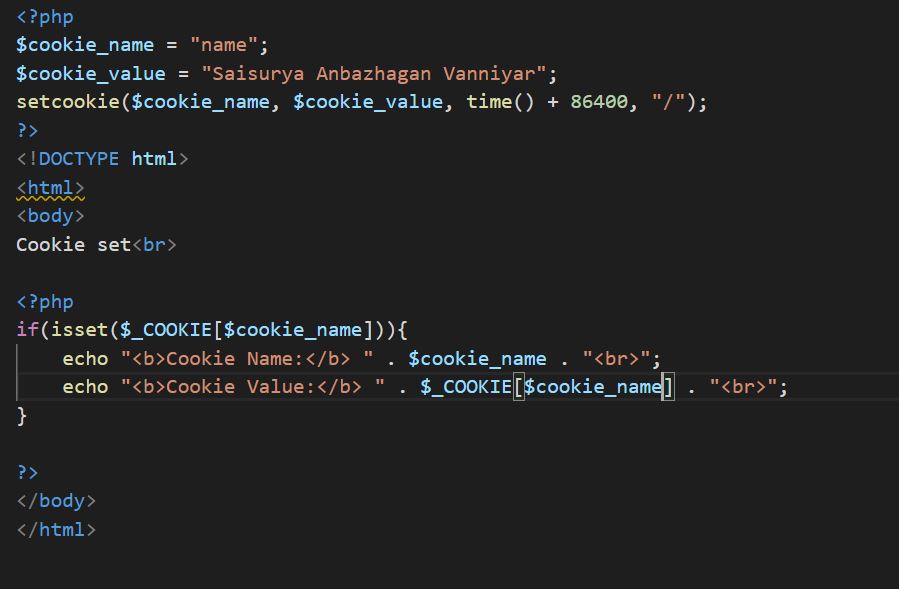 <?php
$cookie_name = "name";
$cookie_value = "Saisurya Anbazhagan Vanniyar";
setcookie($cookie_name, $cookie_value, time() + 86400, "/");
?>
<!DOCTYPE html>
<html>
<body>
Cookie set<br>
<?php
if(isset($_COOKIE[$cookie_name])){
    echo "<b>Cookie Name:</b> " . $cookie_name . "<br>";
    echo "<b>Cookie Value:</b> " . $_COOKIE[$cookie_name] . "<br>";
}
?>
</body>
</html>